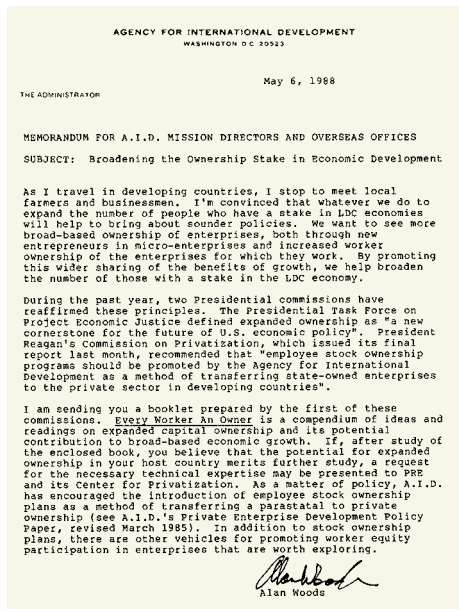 AGENCY FOR INTERNATIONAL DEVELOPMENT
WASHINGTON D C 20523
May 6, 1988
THE ADMINISTRATOR
MEMORANDUM FOR A.I.D. MISSION DIRECTORS AND OVERSEAS OFFICES
SUBJECT: Broadening the Ownership Stake in Economic Development
As I travel in developing countries, I stop to meet local
farmers and businessmen. I'm convinced that whatever we do to
expand the number of people who have a stake in LDC economies
will help to bring about sounder policies. We want to see more
broad-based ownership of enterprises, both through new
entrepreneurs in micro-enterprises and increased worker
ownership of the enterprises for which they work. By promoting
this wider sharing of the benefits of growth, we help broaden
the number of those with a stake in the LDC economy.
During the past year, two Presidential commissions have
reaffirmed these principles. The Presidential Task Force on
Project Economic Justice defined expanded ownership as "a new
cornerstone for the future of U.S. economic policy". President
Reagan's Commission on Privatization, which issued its final
report last month, recommended that "employee stock ownership
programs should be promoted by the Agency for International
Development as a method of transferring state-owned enterprises
to the private sector in developing countries".
I am sending you a booklet prepared by the first of these
commissions. Every Worker An Owner is a compendium of ideas and
readings on expanded capital ownership and its potential
contribution to broad-based economic growth. If, after study of
the enclosed book, you believe that the potential for expanded
ownership in your host country merits further study, a request
for the necessary technical expertise may be presented to PRE
and its Center for Privatization. As a matter of policy, A.I.D.
has encouraged the introduction of employee stock ownership
plans as a method of transferring a parastatal to private
ownership (see A.I.D.'s Private Enterprise Development Policy
Paper, revised March 1985). In addition to stock ownership
plans, there are other vehicles for promoting worker equity
participation in enterprises that are worth exploring.
Alan Woods
Alan Woods